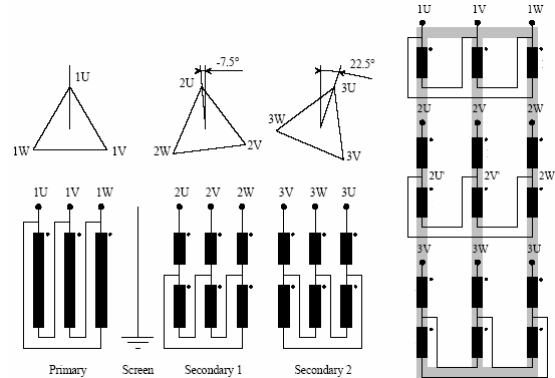 1U 1V 1W
-7.5° 22.5°
1U 2U 3U
1W 1V 2W 2V 3W 3V
2U 2V 2W
2U' 2V' 2W'
1U 1V 1W 2U 2V 2W 3V 3W 3U
3V 3W 3U
Primary Screen Secondary 1 Secondary 2